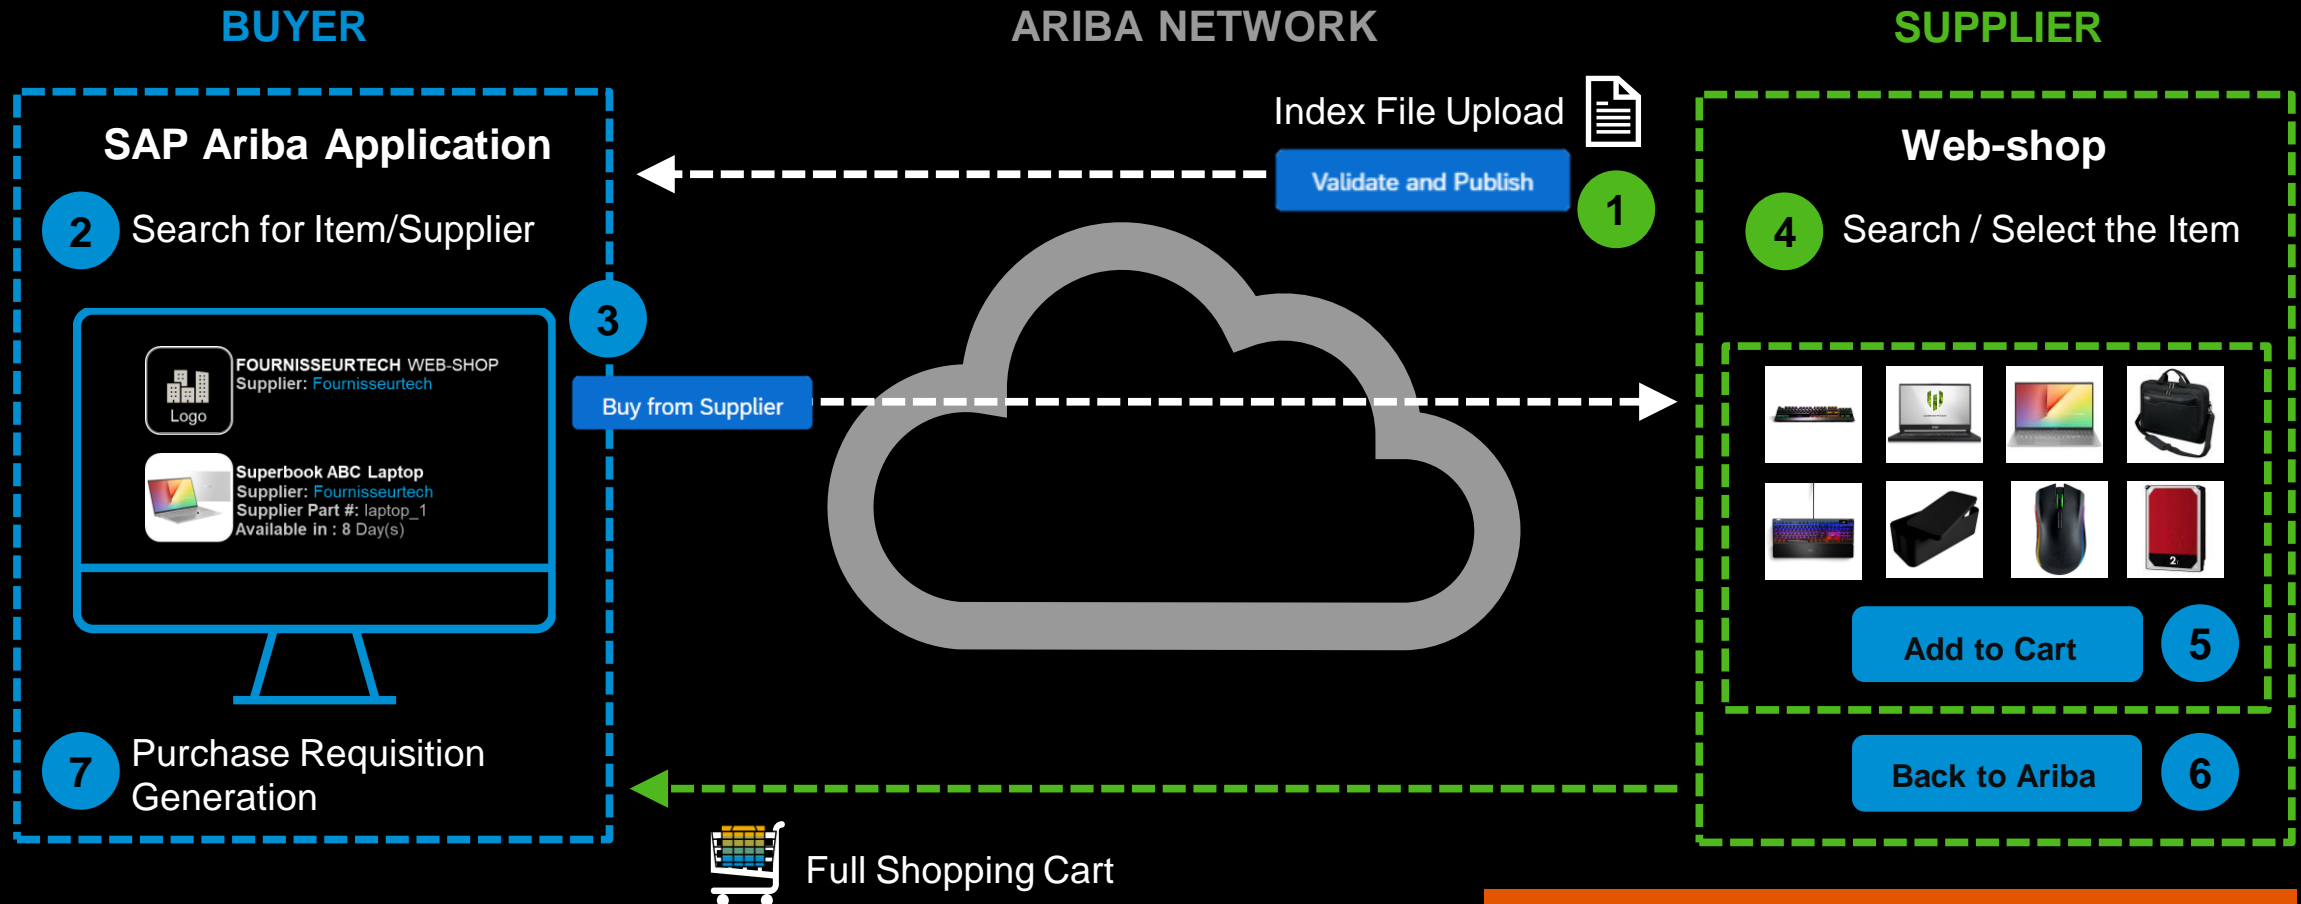 BUYER
ARIBA NETWORK
SUPPLIER
SAP Ariba Application
2
Search for Item/Supplier
3
FOURNISSEURTECH WEB-SHOP
Supplier: Fournisseurtech
Logo
Superbook ABC Laptop
Supplier: Fournisseurtech
Supplier Part #: laptop_1
Available in : 8 Day(s)
Buy from Supplier
7
Purchase Requisition
Generation
Index File Upload
Validate and Publish
1
Full Shopping Cart
Web-shop
4
Search / Select the Item
Add to Cart
5
Back to Ariba
6